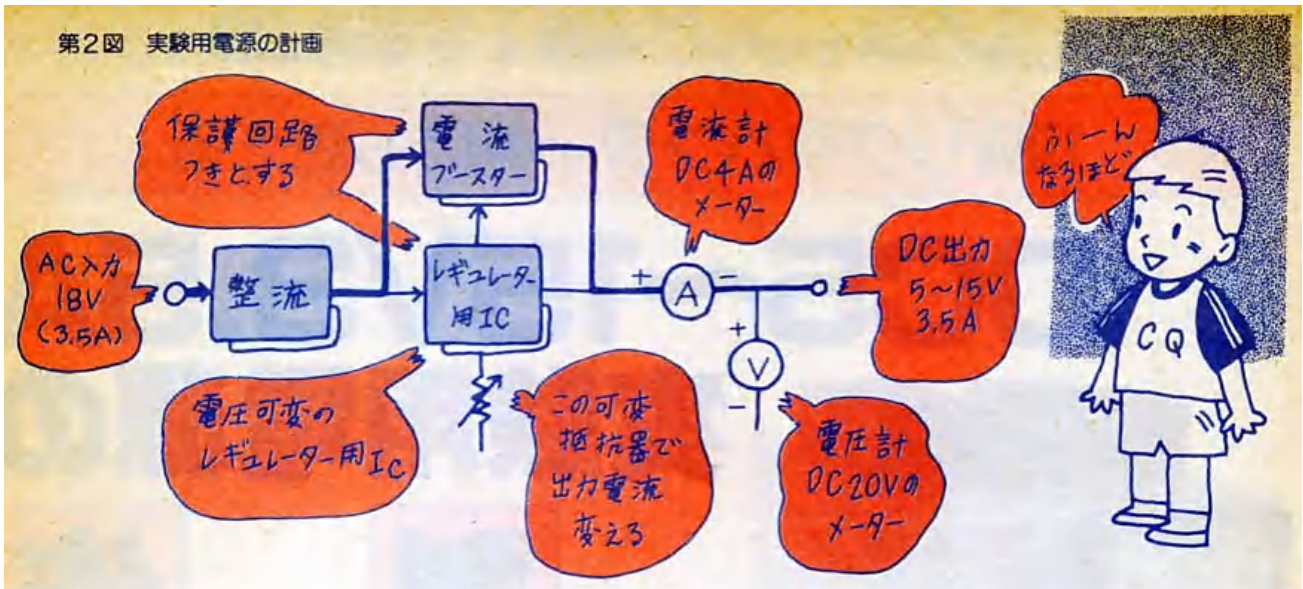 第2図 実験用電源の計画
保護回路
つきとする
電流
ブースター
電流計
DC4Aの
メーター
ふーん
なるほど
AC入力
18V
(3.5A)
整流
レギュレーター
用IC
+ A -
DC出力
5〜15V
3.5A
CQ
+
V
-
電圧可変の
レギュレーター用IC
この可変
抵抗器で
出力電流
変える
電圧計
DC20Vの
メーター